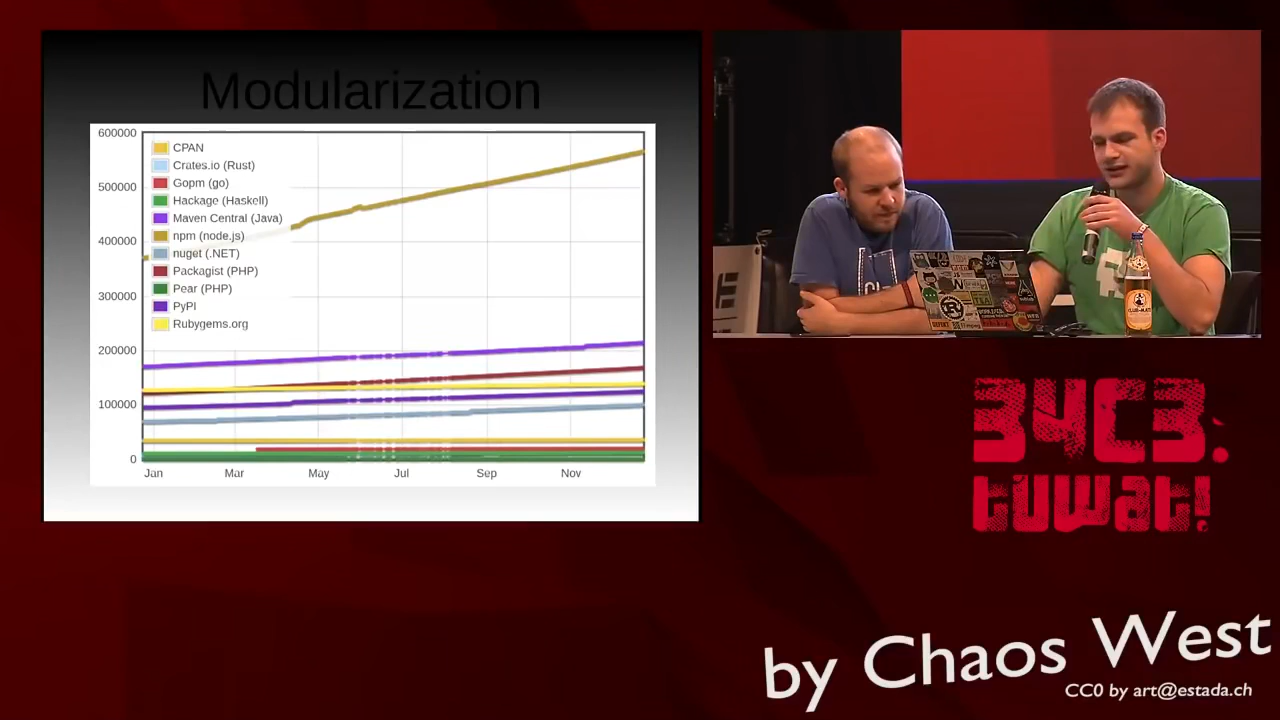 Modularization
600000
500000
400000
300000
200000
100000
0
CPAN
Crates.io (Rust)
Gopm (go)
Hackage (Haskell)
Maven Central (Java)
npm (node.js)
nuget (.NET)
Packagist (PHP)
Pear (PHP)
PyPI
Rubygems.org
Jan
Mar
May
Jul
Sep
Nov
34C3:
tuwat!
by Chaos West
CC0 by art@estada.ch